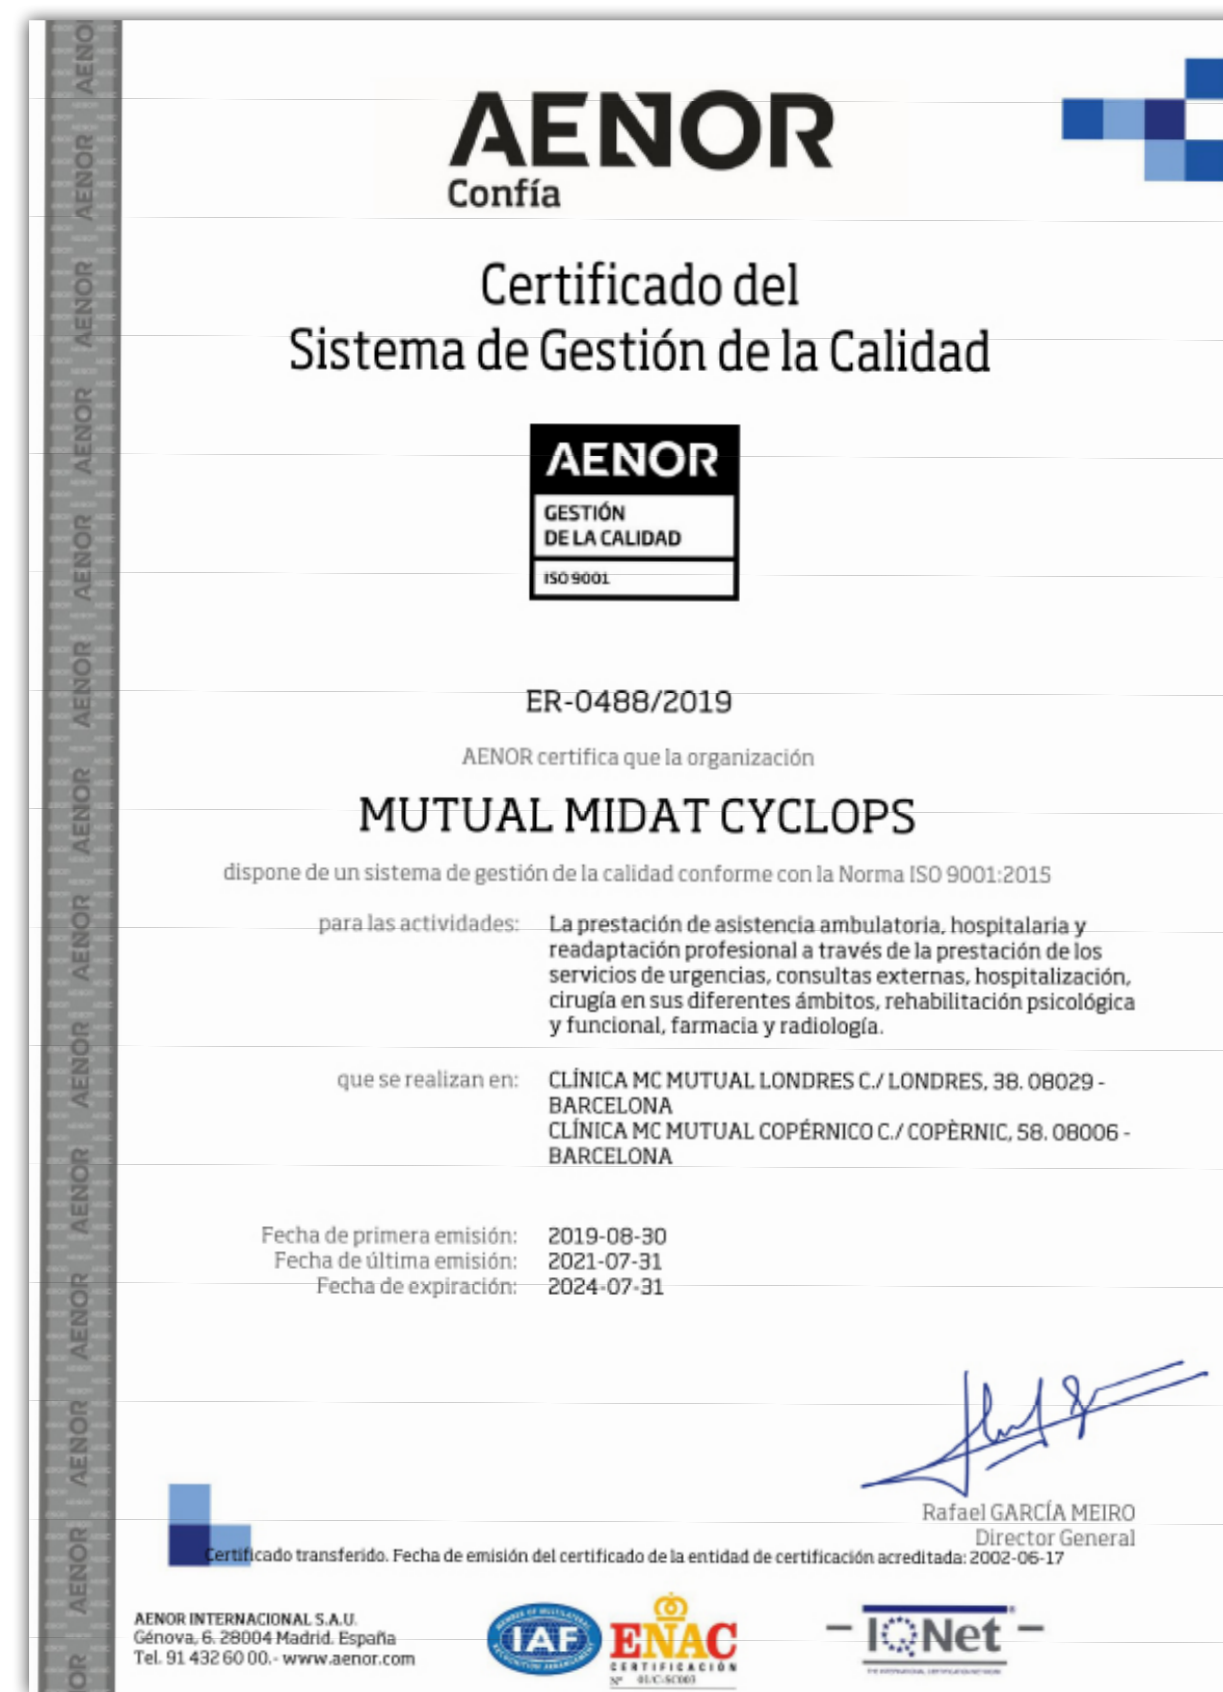 AENOR
Confía
Certificado del
Sistema de Gestión de la Calidad
AENOR
GESTIÓN
DE LA CALIDAD
ISO 9001
ER-0488/2019
AENOR certifica que la organización
MUTUAL MIDAT CYCLOPS
dispone de un sistema de gestión de la calidad conforme con la Norma ISO 9001:2015
para las actividades: La prestación de asistencia ambulatoria, hospitalaria y
readaptación profesional a través de la prestación de los
servicios de urgencias, consultas externas, hospitalización,
cirugía en sus diferentes ámbitos, rehabilitación psicológica
y funcional, farmacia y radiología.
que se realizan en: CLÍNICA MC MUTUAL LONDRES C./ LONDRES, 38. 08029 -
BARCELONA
CLÍNICA MC MUTUAL COPÉRNICO C./ COPÈRNIC, 58. 08006 -
BARCELONA
Fecha de primera emisión: 2019-08-30
Fecha de última emisión: 2021-07-31
Fecha de expiración: 2024-07-31
Rafael GARCÍA MEIRO
Director General
Certificado transferido. Fecha de emisión del certificado de la entidad de certificación acreditada: 2002-06-17
AENOR INTERNACIONAL S.A.U.
Génova, 6. 28004 Madrid. España
Tel. 91 432 60 00.- www.aenor.com
IAF
ENAC
CERTIFICACIÓN
Nº 01/C-SC003
IQNet